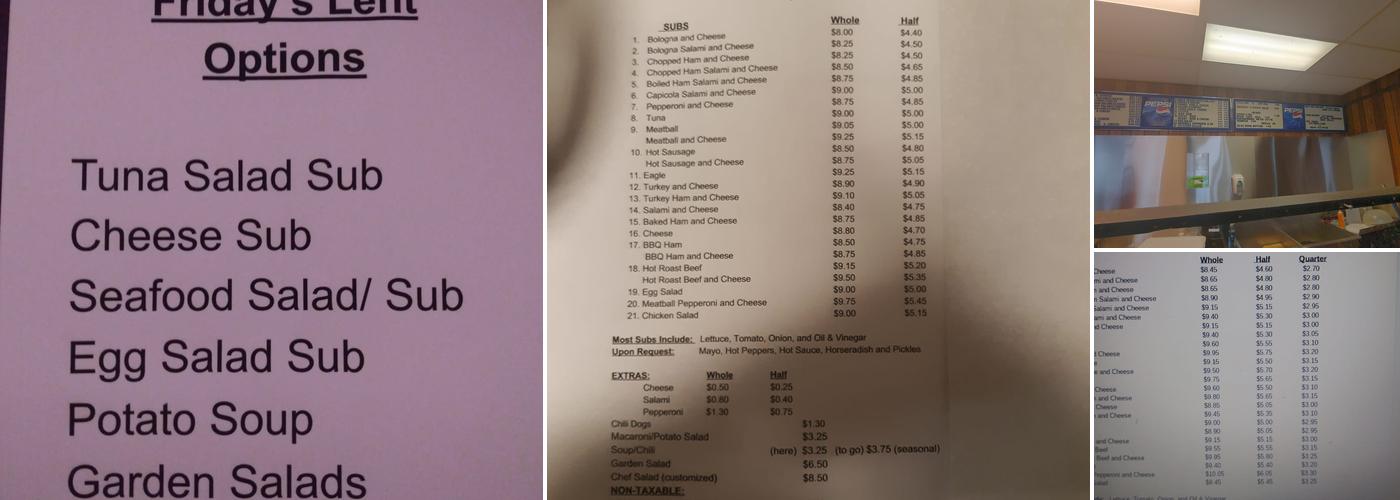 Friday's Lent
Options
Tuna Salad Sub
Cheese Sub
Seafood Salad/ Sub
Egg Salad Sub
Potato Soup
Garden Salads
SUBS Whole Half
1. Bologna and Cheese $8.00 $4.40
2. Bologna Salami and Cheese $8.25 $4.50
3. Chopped Ham and Cheese $8.25 $4.50
4. Chopped Ham Salami and Cheese $8.50 $4.65
5. Boiled Ham Salami and Cheese $8.75 $4.85
6. Capicola Salami and Cheese $9.00 $5.00
7. Pepperoni and Cheese $8.75 $4.85
8. Tuna $9.00 $5.00
9. Meatball $9.05 $5.00
Meatball and Cheese $9.25 $5.15
10. Hot Sausage $8.50 $4.80
Hot Sausage and Cheese $8.75 $5.05
11. Eagle $9.25 $5.15
12. Turkey and Cheese $8.90 $4.90
13. Turkey Ham and Cheese $9.10 $5.05
14. Salami and Cheese $8.40 $4.75
15. Baked Ham and Cheese $8.75 $4.85
16. Cheese $8.80 $4.70
17. BBQ Ham $8.50 $4.75
BBQ Ham and Cheese $8.75 $4.85
18. Hot Roast Beef $9.15 $5.20
Hot Roast Beef and Cheese $9.50 $5.35
19. Egg Salad $9.00 $5.00
20. Meatball Pepperoni and Cheese $9.75 $5.45
21. Chicken Salad $9.00 $5.15
Most Subs Include: Lettuce, Tomato, Onion, and Oil & Vinegar
Upon Request: Mayo, Hot Peppers, Hot Sauce, Horseradish and Pickles
EXTRAS: Whole Half
Cheese $0.50 $0.25
Salami $0.80 $0.40
Pepperoni $1.30 $0.75
Chili Dogs $1.30
Macaroni/Potato Salad $3.25
Soup/Chili (here) $3.25 (to go) $3.75 (seasonal)
Garden Salad $6.50
Chef Salad (customized) $8.50
NON-TAXABLE:
PEPSI
PEPSI
Whole Half Quarter
Cheese $8.45 $4.60 $2.70
mi and Cheese $8.65 $4.80 $2.80
and Cheese $8.65 $4.80 $2.80
Salami and Cheese $8.90 $4.95 $2.90
Salami and Cheese $9.15 $5.15 $2.95
ami and Cheese $9.40 $5.30 $3.00
d Cheese $9.15 $5.15 $3.00
$9.40 $5.30 $3.05
$9.60 $5.55 $3.10
d Cheese $9.95 $5.75 $3.20
$9.15 $5.50 $3.15
e and Cheese $9.50 $5.70 $3.20
$9.75 $5.65 $3.15
Cheese $9.60 $5.50 $3.10
and Cheese $9.80 $5.65 $3.15
Cheese $8.85 $5.05 $3.00
and Cheese $9.45 $5.35 $3.10
$9.00 $5.00 $2.95
$8.90 $5.05 $2.95
and Cheese $9.15 $5.15 $3.00
Beef $9.55 $5.55 $3.15
Beef and Cheese $9.95 $5.80 $3.25
$9.40 $5.40 $3.20
Pepperoni and Cheese $10.05 $6.05 $3.30
$9.45 $5.45 $3.25